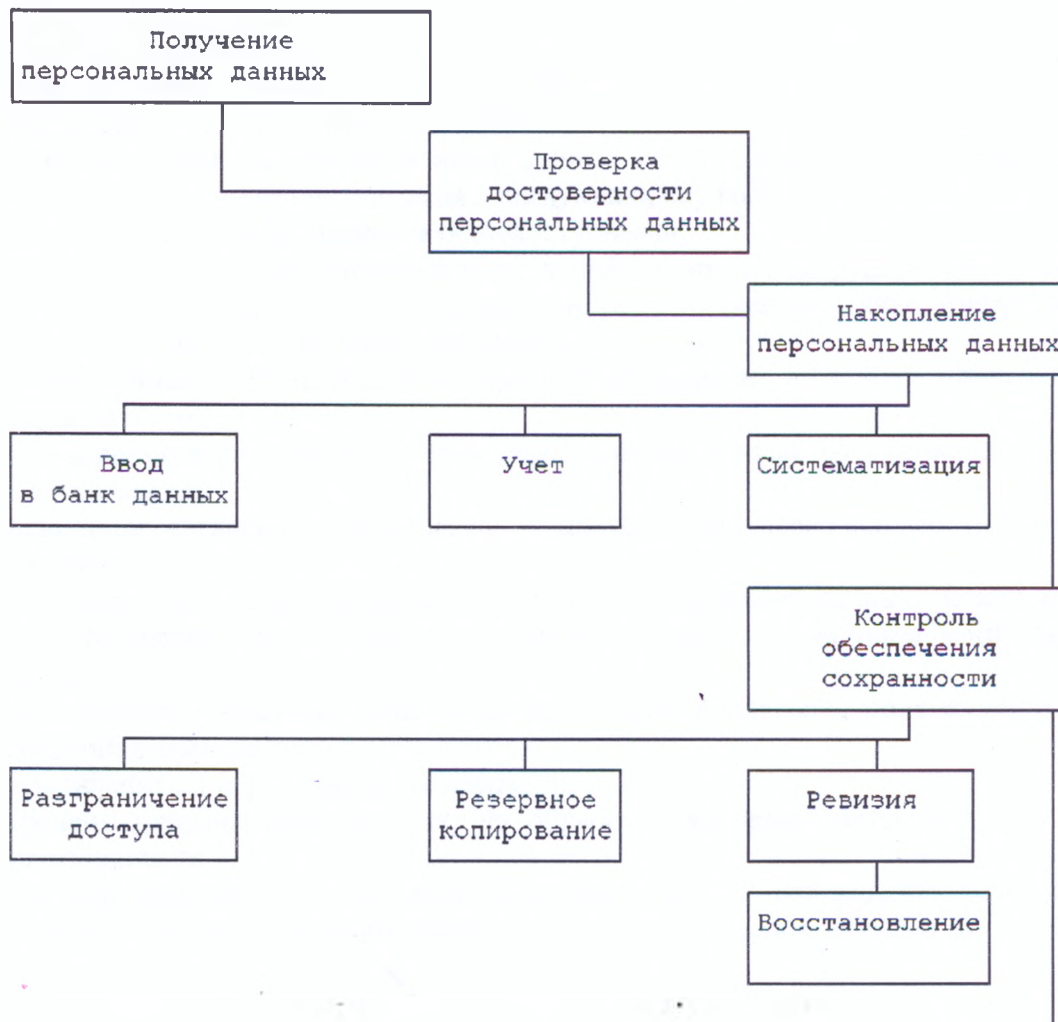 Получение
персональных данных
Проверка
достоверности
персональных данных
Накопление
персональных данных
Ввод
в банк данных
Учет
Систематизация
Контроль
обеспечения
сохранности
Разграничение
доступа
Резервное
копирование
Ревизия
Восстановление